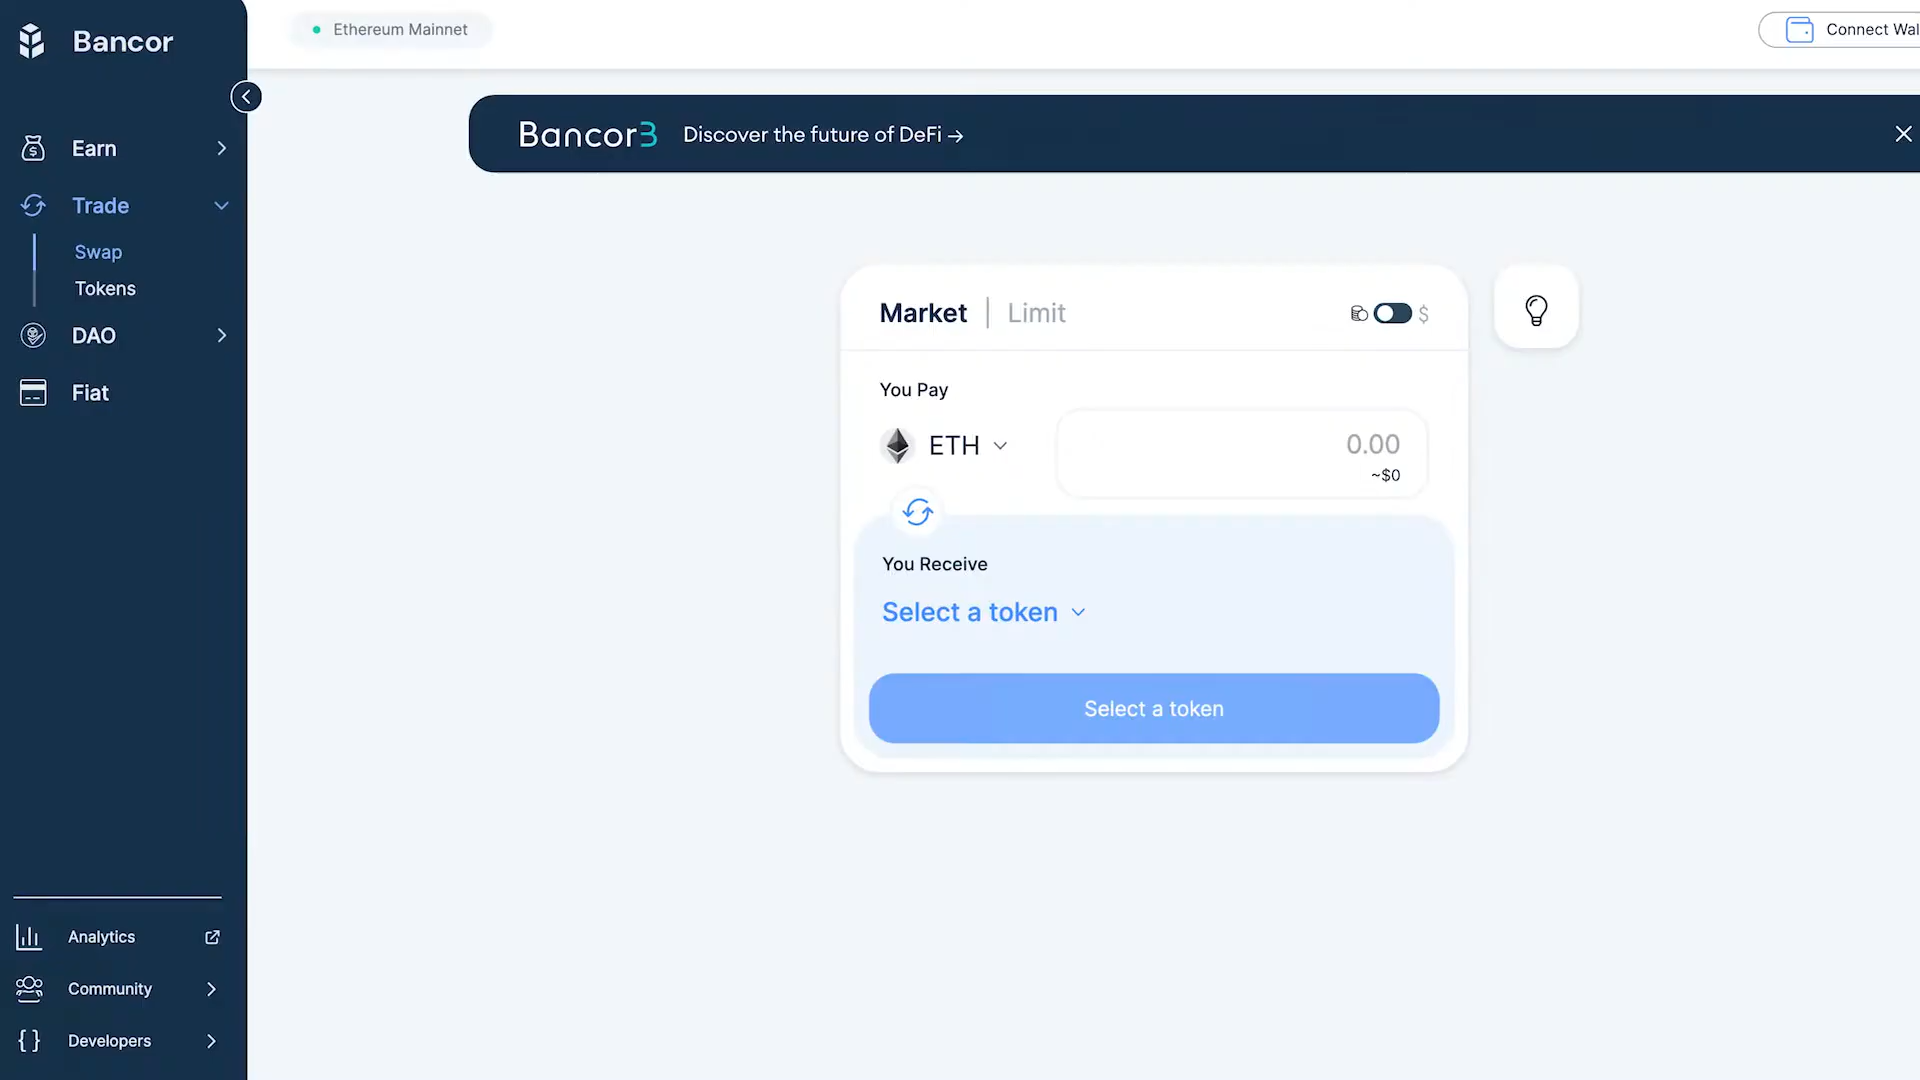 Bancor
Ethereum Mainnet
Connect Wal
Bancor3 Discover the future of DeFi →
Earn
Trade
Swap
Tokens
DAO
Fiat
Market | Limit
$
You Pay
ETH
0.00
~$0
You Receive
Select a token
Select a token
Analytics
Community
Developers